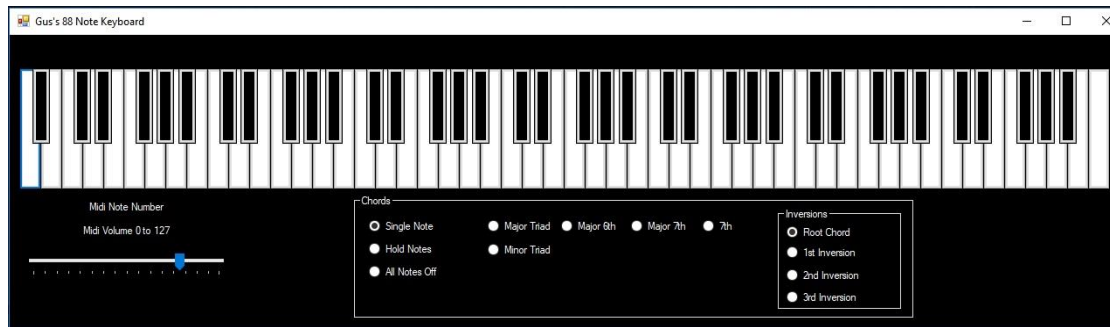 Gus's 88 Note Keyboard
Midi Note Number
Midi Volume 0 to 127
Chords
Single Note
Major Triad
Major 6th
Major 7th
7th
Hold Notes
Minor Triad
All Notes Off
Inversions
Root Chord
1st Inversion
2nd Inversion
3rd Inversion